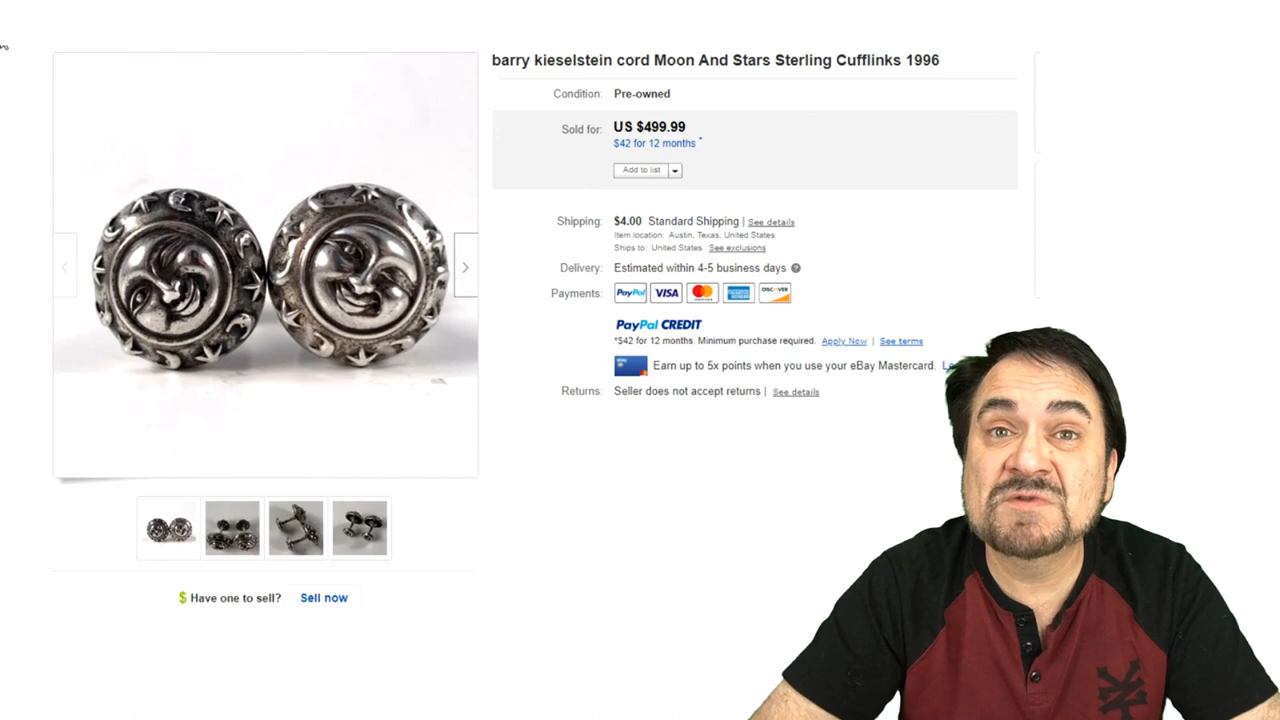 barry kieselstein cord Moon And Stars Sterling Cufflinks 1996
Condition: Pre-owned
Sold for: US $499.99
$42 for 12 months *
Add to list
Shipping: $4.00 Standard Shipping | See details
Item location: Austin, Texas, United States
Ships to: United States See exclusions
Delivery: Estimated within 4-5 business days ?
Payments: PayPal VISA mastercard AMERICAN EXPRESS DISCOVER
PayPal CREDIT
*$42 for 12 months. Minimum purchase required. Apply Now | See terms
Earn up to 5x points when you use your eBay Mastercard.
Returns: Seller does not accept returns | See details
$ Have one to sell? Sell now